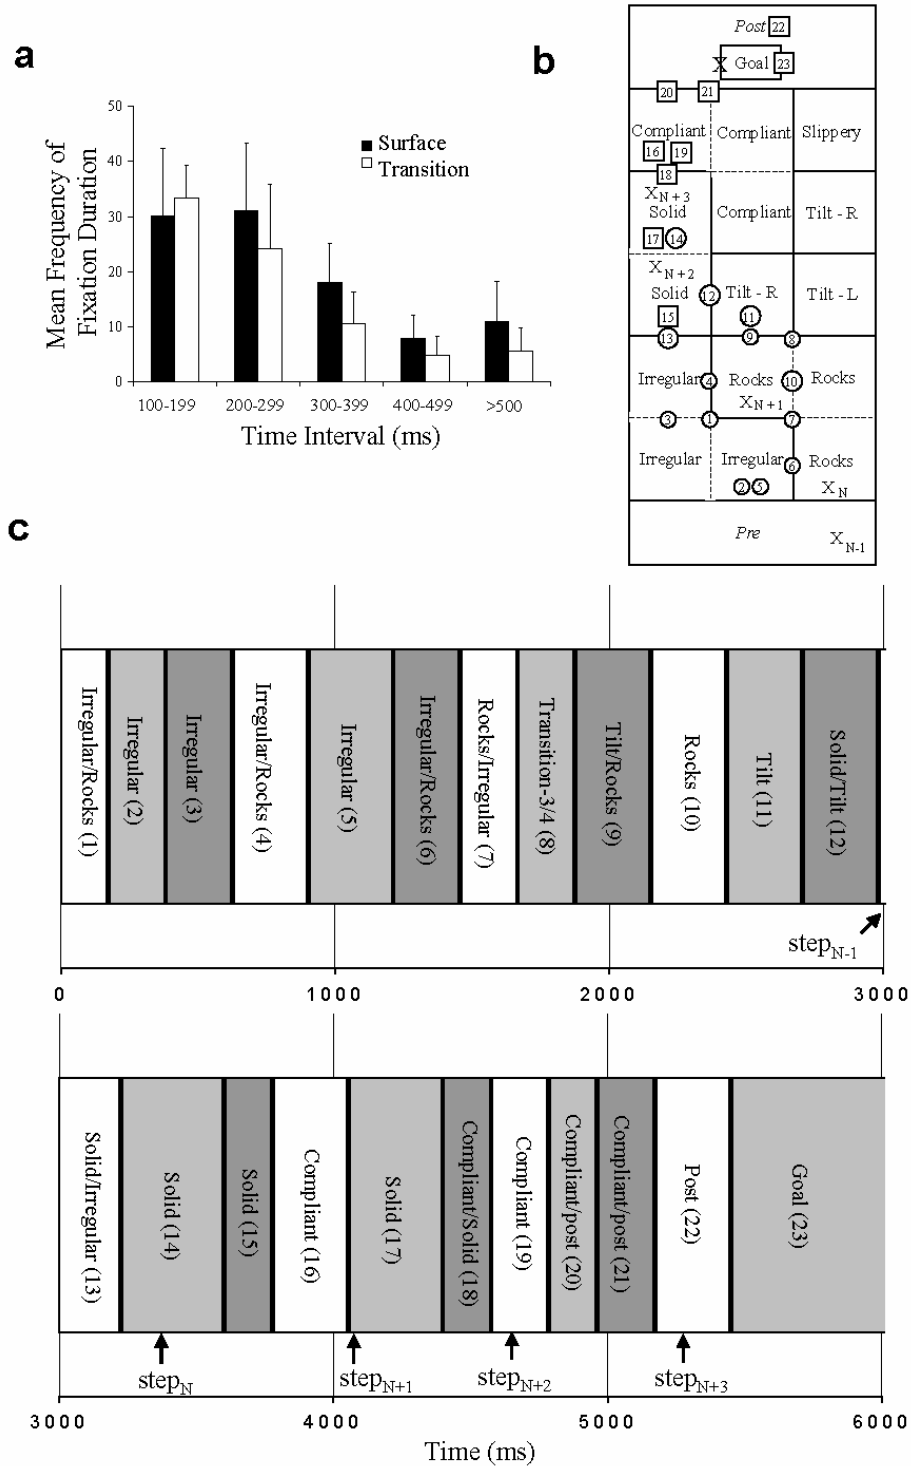 a
Mean Frequency of
Fixation Duration
50
40
30
20
10
0
Surface
Transition
100-199 200-299 300-399 400-499 >500
Time Interval (ms)
b
Post 22
X Goal 23
20 21
Compliant Compliant Slippery
16 19
18
X N+3
Solid Compliant Tilt - R
17 14
X N+2
Solid 12 Tilt - R Tilt - L
15 11
13 9 8
Irregular 4 Rocks 10 Rocks
X N+1
3 1 7
Irregular Irregular 6 Rocks
2 5 X N
Pre X N-1
c
Irregular/Rocks (1)
Irregular (2)
Irregular (3)
Irregular/Rocks (4)
Irregular (5)
Irregular/Rocks (6)
Rocks/Irregular (7)
Transition-3/4 (8)
Tilt/Rocks (9)
Rocks (10)
Tilt (11)
Solid/Tilt (12)
step N-1
0 1000 2000 3000
Solid/Irregular (13)
Solid (14)
Solid (15)
Compliant (16)
Solid (17)
Compliant/Solid (18)
Compliant (19)
Compliant/post (20)
Compliant/post (21)
Post (22)
Goal (23)
step N step N+1 step N+2 step N+3
3000 4000 5000 6000
Time (ms)